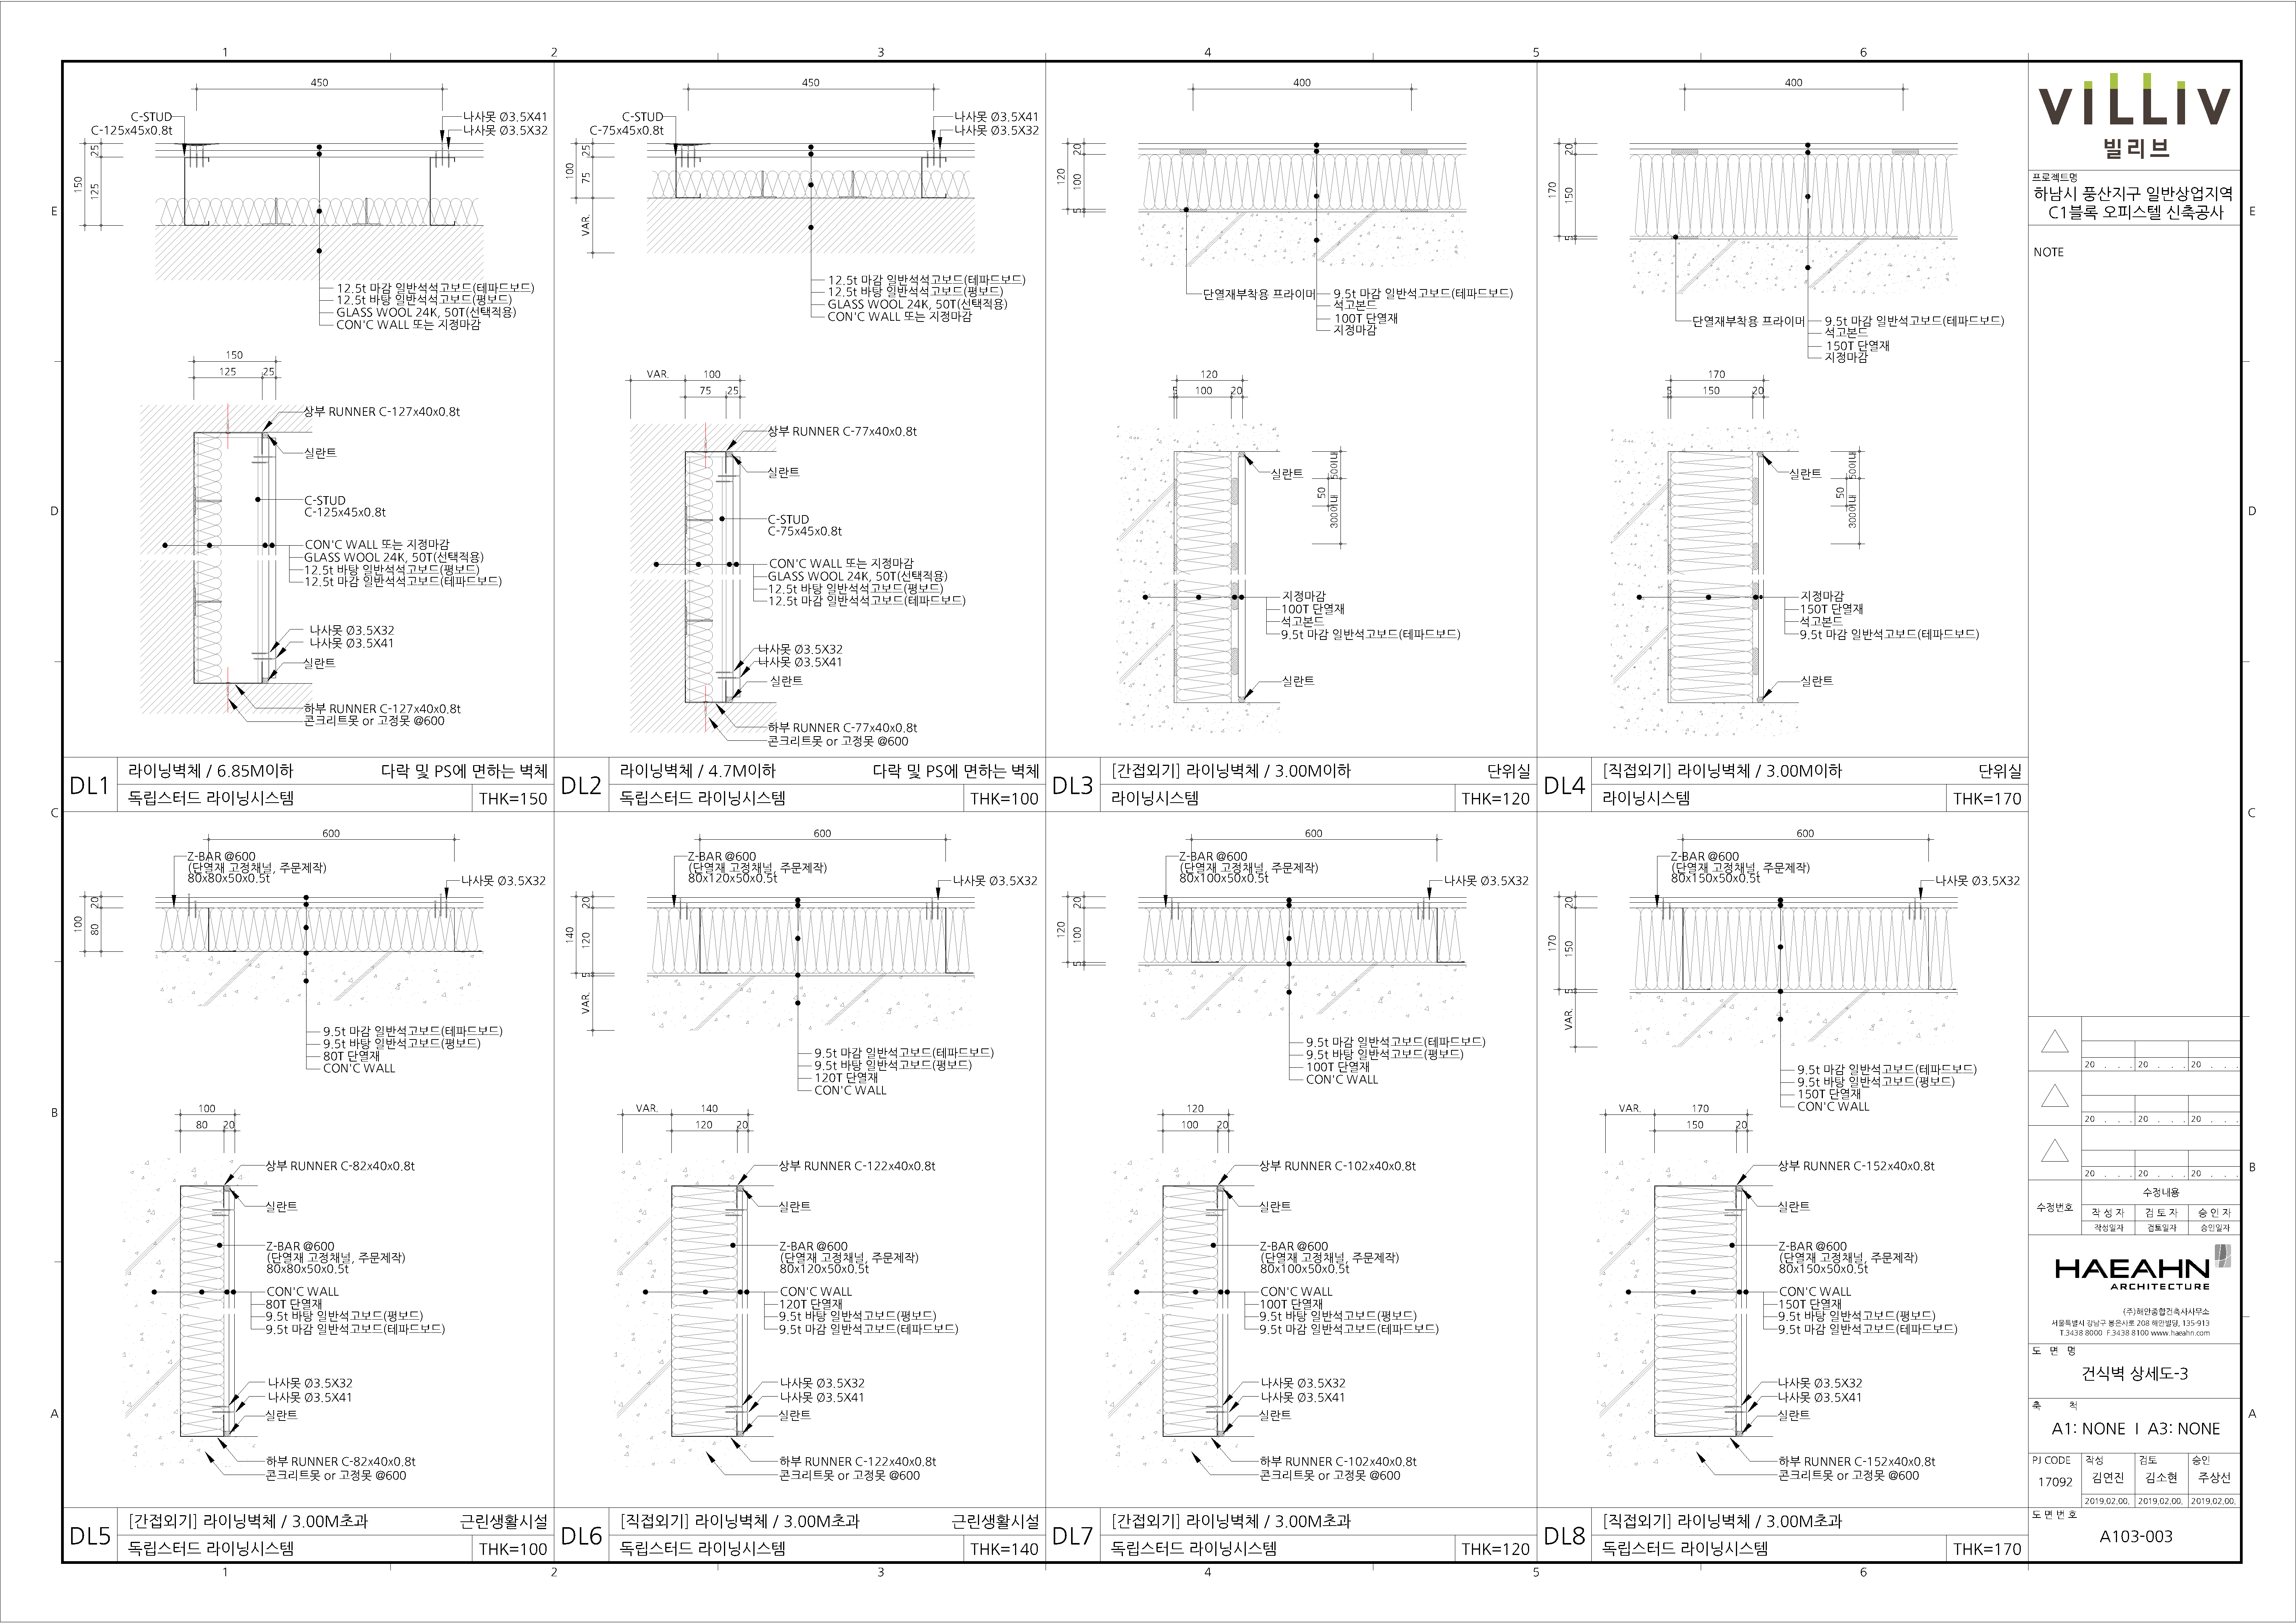 1
2
3
4
5
6
E
D
C
B
A
450
C-STUD
C-125x45x0.8t
나사못 Ø3.5X41
나사못 Ø3.5X32
25
125
150
12.5t 마감 일반석석고보드(테파드보드)
12.5t 바탕 일반석석고보드(평보드)
GLASS WOOL 24K, 50T(선택적용)
CON'C WALL 또는 지정마감
150
125
25
상부 RUNNER C-127x40x0.8t
실란트
C-STUD
C-125x45x0.8t
CON'C WALL 또는 지정마감
GLASS WOOL 24K, 50T(선택적용)
12.5t 바탕 일반석석고보드(평보드)
12.5t 마감 일반석석고보드(테파드보드)
나사못 Ø3.5X32
나사못 Ø3.5X41
실란트
하부 RUNNER C-127x40x0.8t
콘크리트못 or 고정못 @600
DL1
라이닝벽체 / 6.85M이하
다락 및 PS에 면하는 벽체
독립스터드 라이닝시스템
THK=150
450
C-STUD
C-75x45x0.8t
나사못 Ø3.5X41
나사못 Ø3.5X32
25
75
100
VAR.
12.5t 마감 일반석석고보드(테파드보드)
12.5t 바탕 일반석석고보드(평보드)
GLASS WOOL 24K, 50T(선택적용)
CON'C WALL 또는 지정마감
VAR.
100
75
25
상부 RUNNER C-77x40x0.8t
실란트
C-STUD
C-75x45x0.8t
CON'C WALL 또는 지정마감
GLASS WOOL 24K, 50T(선택적용)
12.5t 바탕 일반석석고보드(평보드)
12.5t 마감 일반석석고보드(테파드보드)
나사못 Ø3.5X32
나사못 Ø3.5X41
실란트
하부 RUNNER C-77x40x0.8t
콘크리트못 or 고정못 @600
DL2
라이닝벽체 / 4.7M이하
다락 및 PS에 면하는 벽체
독립스터드 라이닝시스템
THK=100
400
20
100
5
120
단열재부착용 프라이머
9.5t 마감 일반석고보드(테파드보드)
석고본드
100T 단열재
지정마감
120
5
100
20
실란트
500이내
50
300이내
지정마감
100T 단열재
석고본드
9.5t 마감 일반석고보드(테파드보드)
실란트
DL3
[간접외기] 라이닝벽체 / 3.00M이하
단위실
라이닝시스템
THK=120
400
20
150
5
170
단열재부착용 프라이머
9.5t 마감 일반석고보드(테파드보드)
석고본드
150T 단열재
지정마감
170
5
150
20
실란트
500이내
50
300이내
지정마감
150T 단열재
석고본드
9.5t 마감 일반석고보드(테파드보드)
실란트
DL4
[직접외기] 라이닝벽체 / 3.00M이하
단위실
라이닝시스템
THK=170
600
Z-BAR @600
(단열재 고정채널, 주문제작)
80x80x50x0.5t
나사못 Ø3.5X32
20
80
100
9.5t 마감 일반석고보드(테파드보드)
9.5t 바탕 일반석고보드(평보드)
80T 단열재
CON'C WALL
100
80
20
상부 RUNNER C-82x40x0.8t
실란트
Z-BAR @600
(단열재 고정채널, 주문제작)
80x80x50x0.5t
CON'C WALL
80T 단열재
9.5t 바탕 일반석고보드(평보드)
9.5t 마감 일반석고보드(테파드보드)
나사못 Ø3.5X32
나사못 Ø3.5X41
실란트
하부 RUNNER C-82x40x0.8t
콘크리트못 or 고정못 @600
DL5
[간접외기] 라이닝벽체 / 3.00M초과
근린생활시설
독립스터드 라이닝시스템
THK=100
600
Z-BAR @600
(단열재 고정채널, 주문제작)
80x120x50x0.5t
나사못 Ø3.5X32
20
120
5
140
VAR.
9.5t 마감 일반석고보드(테파드보드)
9.5t 바탕 일반석고보드(평보드)
120T 단열재
CON'C WALL
VAR.
140
120
20
상부 RUNNER C-122x40x0.8t
실란트
Z-BAR @600
(단열재 고정채널, 주문제작)
80x120x50x0.5t
CON'C WALL
120T 단열재
9.5t 바탕 일반석고보드(평보드)
9.5t 마감 일반석고보드(테파드보드)
나사못 Ø3.5X32
나사못 Ø3.5X41
실란트
하부 RUNNER C-122x40x0.8t
콘크리트못 or 고정못 @600
DL6
[직접외기] 라이닝벽체 / 3.00M초과
근린생활시설
독립스터드 라이닝시스템
THK=140
600
Z-BAR @600
(단열재 고정채널, 주문제작)
80x100x50x0.5t
나사못 Ø3.5X32
20
100
5
120
9.5t 마감 일반석고보드(테파드보드)
9.5t 바탕 일반석고보드(평보드)
100T 단열재
CON'C WALL
120
100
20
상부 RUNNER C-102x40x0.8t
실란트
Z-BAR @600
(단열재 고정채널, 주문제작)
80x100x50x0.5t
CON'C WALL
100T 단열재
9.5t 바탕 일반석고보드(평보드)
9.5t 마감 일반석고보드(테파드보드)
나사못 Ø3.5X32
나사못 Ø3.5X41
실란트
하부 RUNNER C-102x40x0.8t
콘크리트못 or 고정못 @600
DL7
[간접외기] 라이닝벽체 / 3.00M초과
독립스터드 라이닝시스템
THK=120
600
Z-BAR @600
(단열재 고정채널, 주문제작)
80x150x50x0.5t
나사못 Ø3.5X32
20
150
5
170
VAR.
9.5t 마감 일반석고보드(테파드보드)
9.5t 바탕 일반석고보드(평보드)
150T 단열재
CON'C WALL
VAR.
170
150
20
상부 RUNNER C-152x40x0.8t
실란트
Z-BAR @600
(단열재 고정채널, 주문제작)
80x150x50x0.5t
CON'C WALL
150T 단열재
9.5t 바탕 일반석고보드(평보드)
9.5t 마감 일반석고보드(테파드보드)
나사못 Ø3.5X32
나사못 Ø3.5X41
실란트
하부 RUNNER C-152x40x0.8t
콘크리트못 or 고정못 @600
DL8
[직접외기] 라이닝벽체 / 3.00M초과
독립스터드 라이닝시스템
THK=170
ViLLiV
빌리브
프로젝트명
하남시 풍산지구 일반상업지역
C1블록 오피스텔 신축공사
NOTE
20 . . . 20 . . . 20 . . .
20 . . . 20 . . . 20 . . .
20 . . . 20 . . . 20 . . .
수정번호
수정내용
작 성 자 검 토 자 승 인 자
작성일자 검토일자 승인일자
HAEAHN
ARCHITECTURE
(주)해안종합건축사사무소
서울특별시 강남구 봉은사로 208 해안빌딩, 135-913
T.3438 8000 F.3438 8100 www.haeahn.com
도 면 명
건식벽 상세도-3
축 척
A1: NONE I A3: NONE
PJ CODE 작성 검토 승인
17092 김연진 김소현 주상선
2019.02.00. 2019.02.00. 2019.02.00.
도 면 번 호
A103-003
E
D
C
B
A
1
2
3
4
5
6